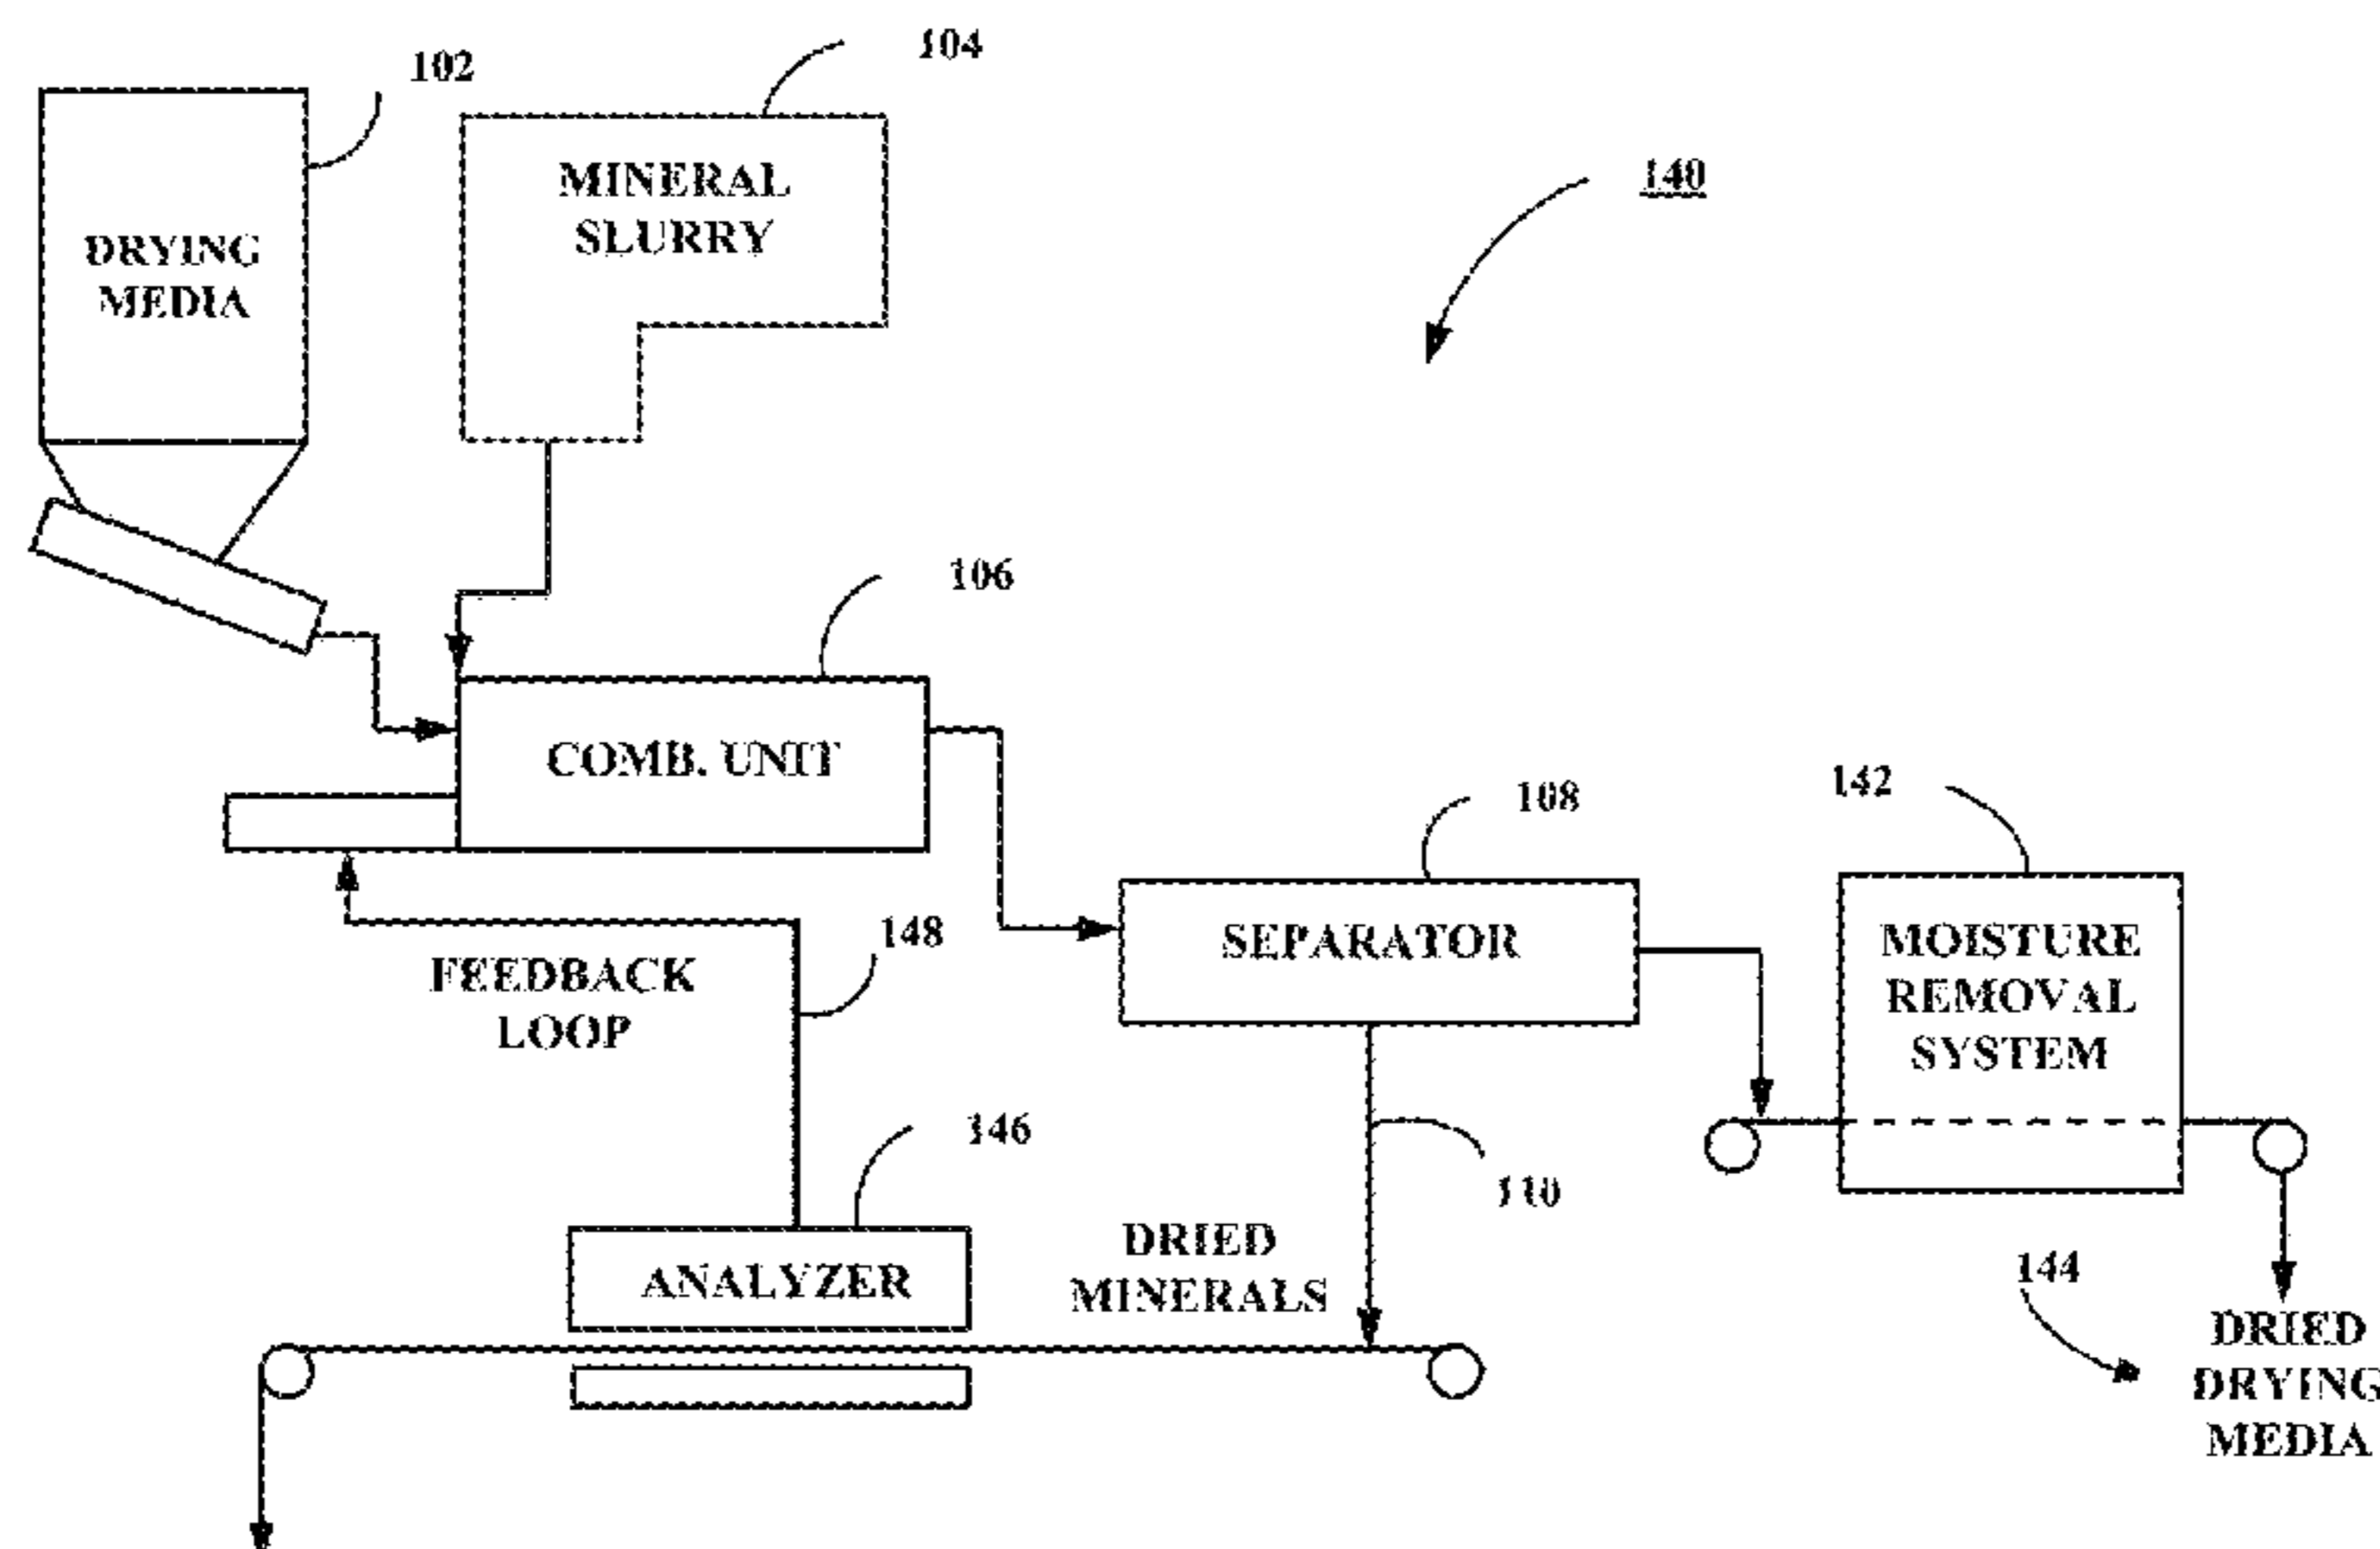 102
104
DRYING
MEDIA
MINERAL
SLURRY
140
106
COMB. UNIT
108
142
SEPARATOR
MOISTURE
REMOVAL
SYSTEM
148
FEEDBACK
LOOP
146
110
ANALYZER
DRIED
MINERALS
144
DRIED
DRYING
MEDIA